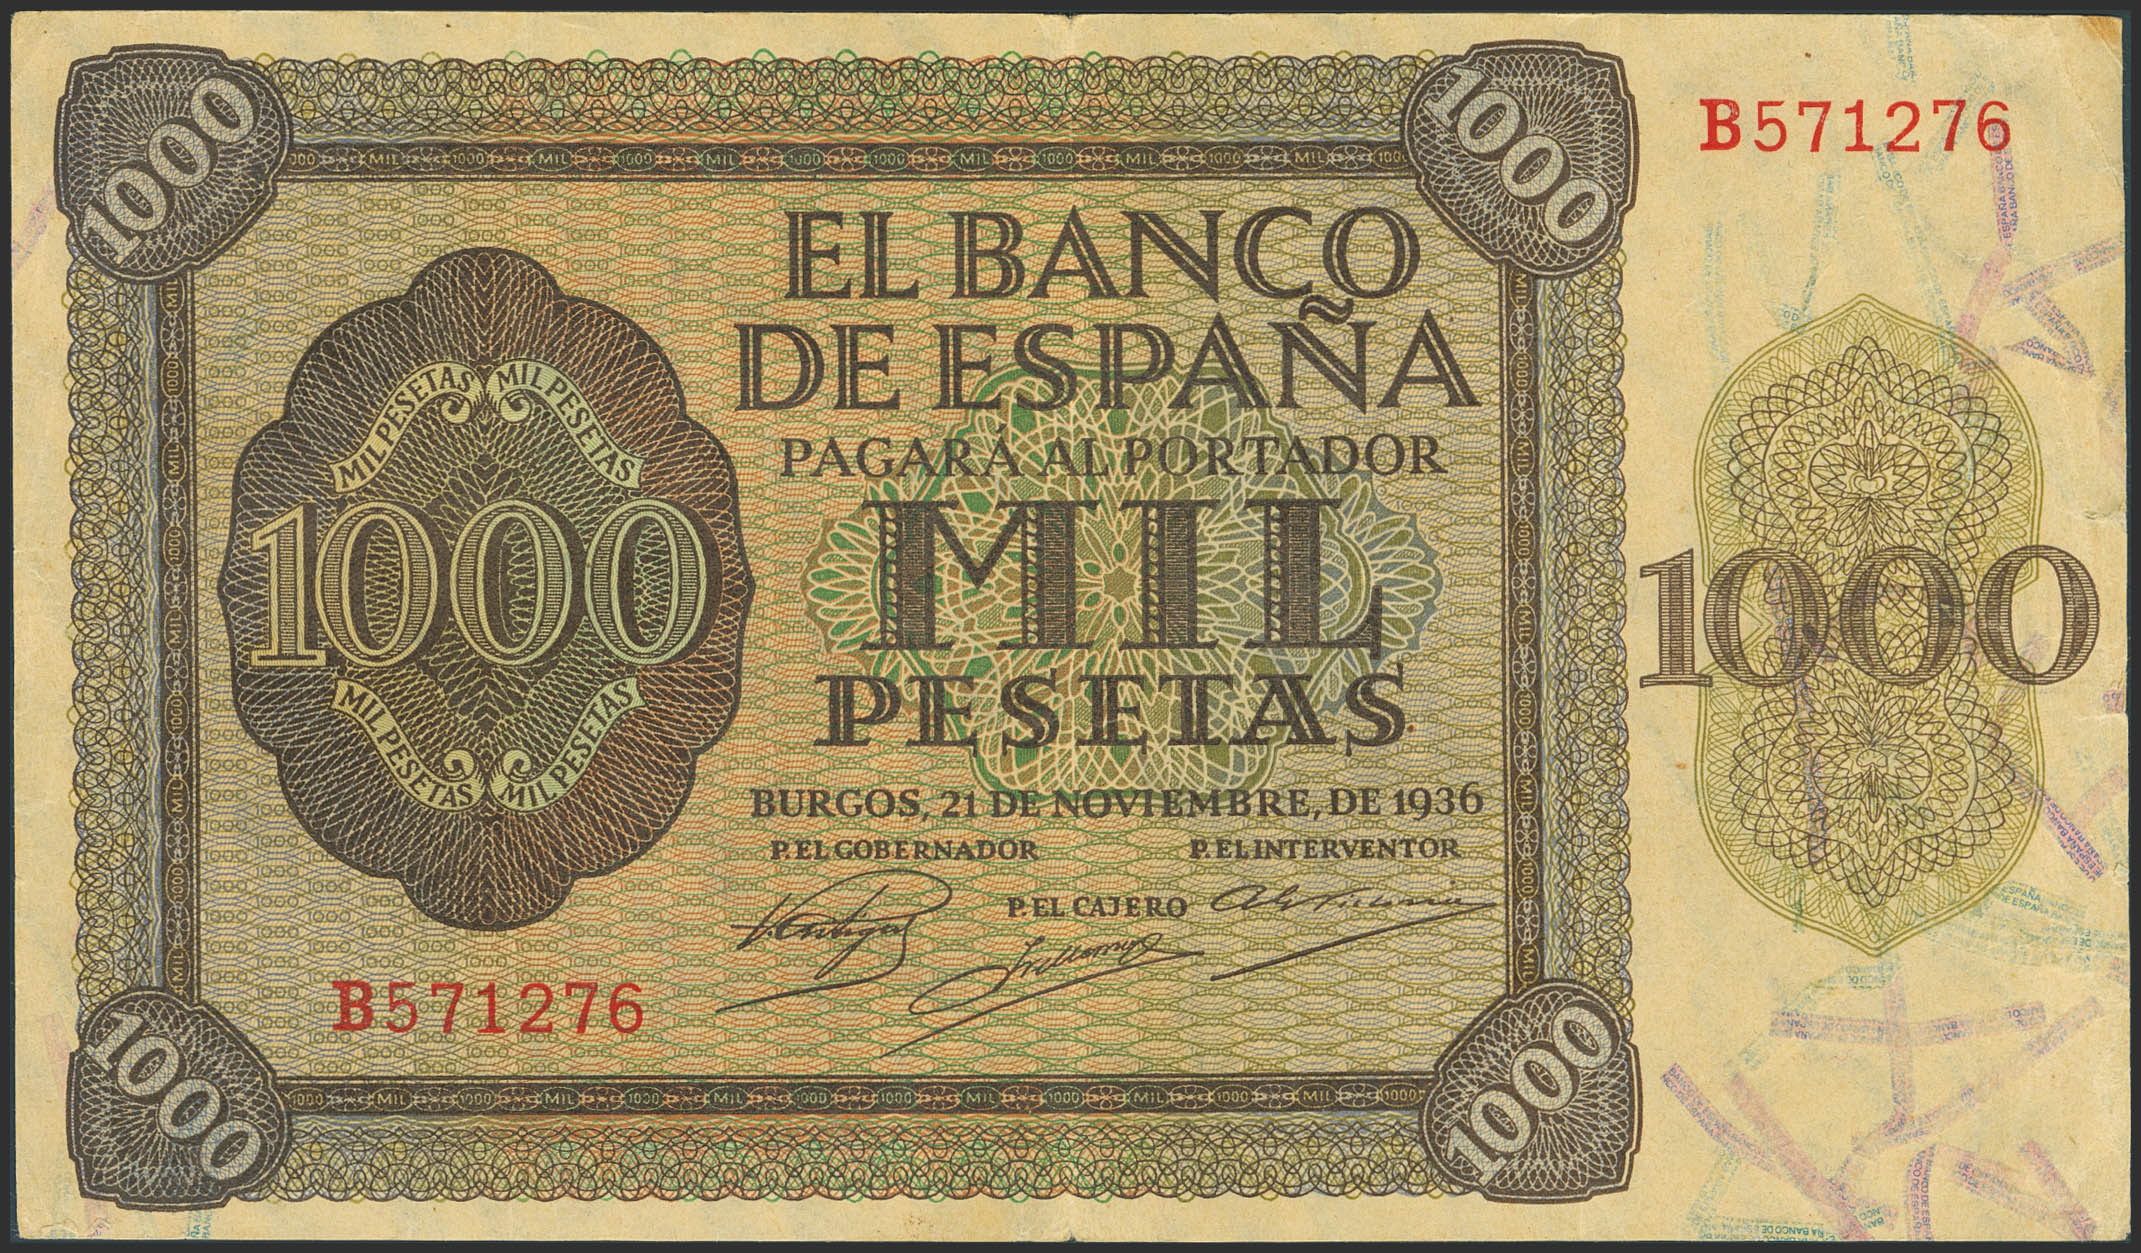 1000
1000
B571276
EL BANCO
DE ESPAÑA
PAGARÁ AL PORTADOR
MIL
PESETAS
MIL PESETAS MIL PESETAS
1000
MIL PESETAS MIL PESETAS
1000
BURGOS, 21 DE NOVIEMBRE, DE 1936
P. EL GOBERNADOR
P. EL INTERVENTOR
P. EL CAJERO
B571276
1000
1000